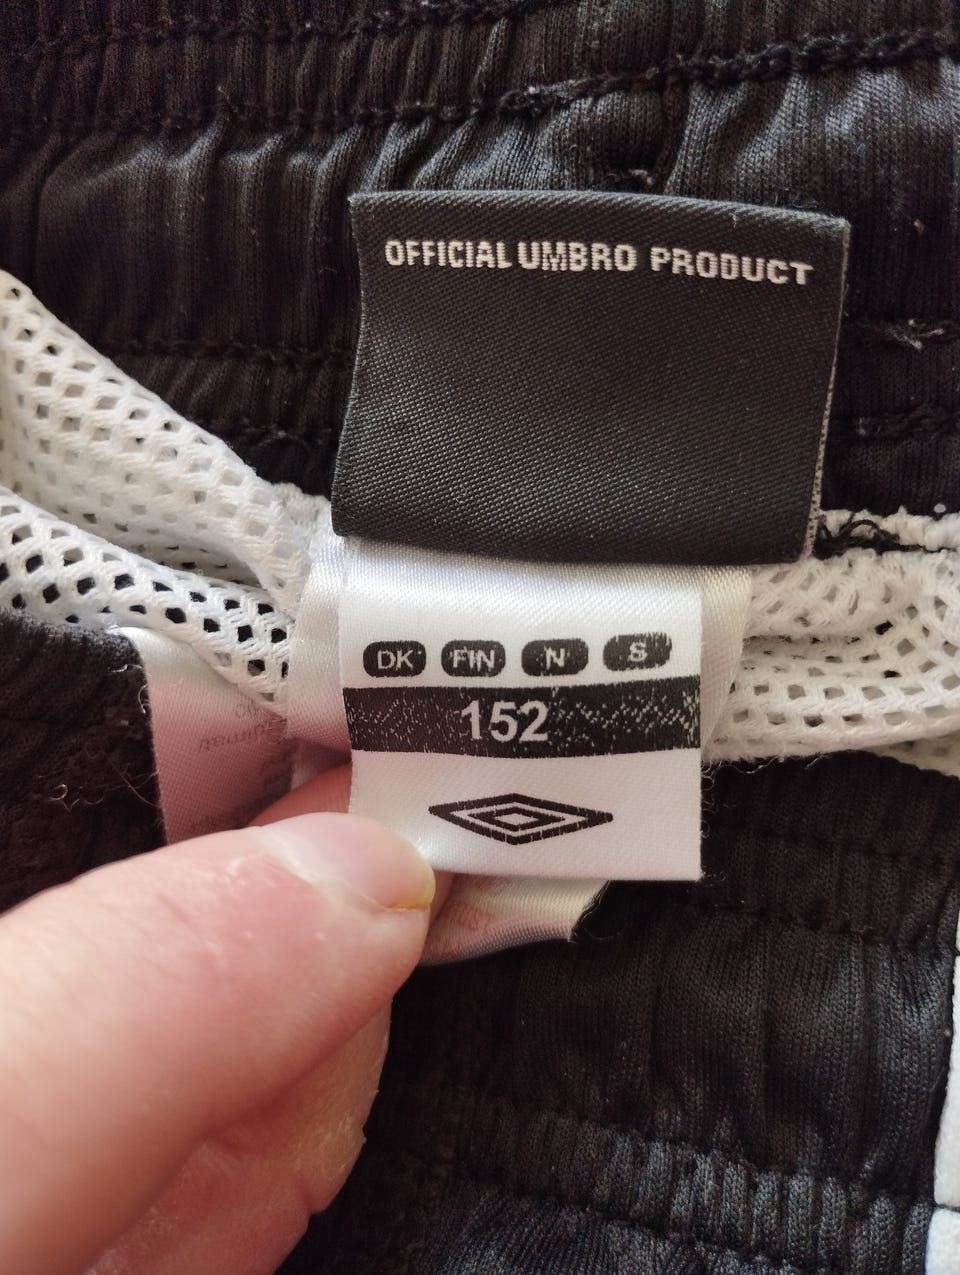 OFFICIAL UMBRO PRODUCT
DK FIN N S
152